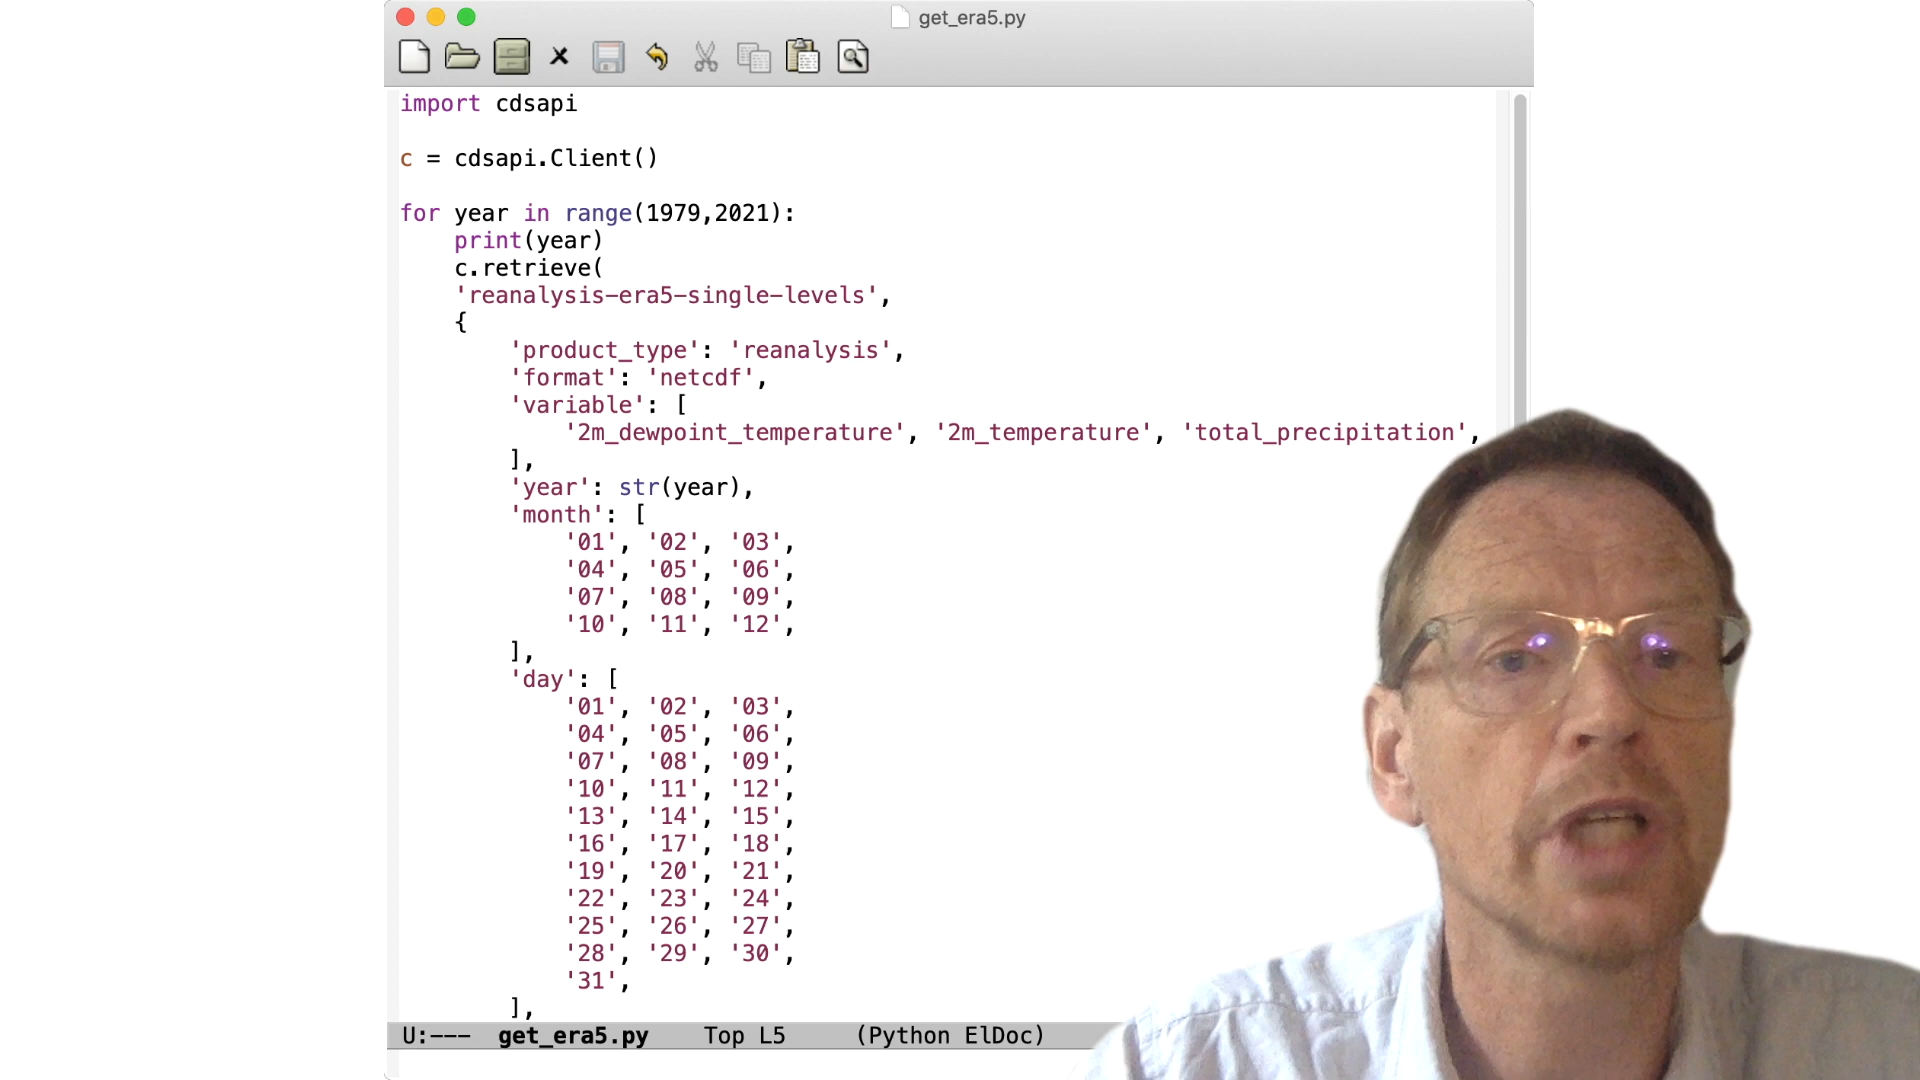 get_era5.py
import cdsapi
c = cdsapi.Client()
for year in range(1979,2021):
    print(year)
    c.retrieve(
    'reanalysis-era5-single-levels',
    {
        'product_type': 'reanalysis',
        'format': 'netcdf',
        'variable': [
            '2m_dewpoint_temperature', '2m_temperature', 'total_precipitation',
        ],
        'year': str(year),
        'month': [
            '01', '02', '03',
            '04', '05', '06',
            '07', '08', '09',
            '10', '11', '12',
        ],
        'day': [
            '01', '02', '03',
            '04', '05', '06',
            '07', '08', '09',
            '10', '11', '12',
            '13', '14', '15',
            '16', '17', '18',
            '19', '20', '21',
            '22', '23', '24',
            '25', '26', '27',
            '28', '29', '30',
            '31',
        ],
U:--- get_era5.py Top L5 (Python ElDoc)